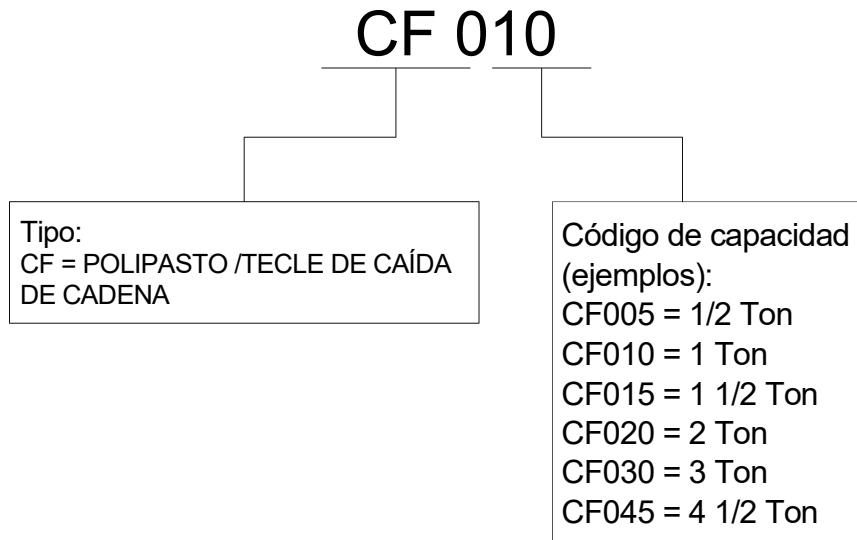 CF 010
Tipo:
CF = POLIPASTO /TECLE DE CAÍDA
DE CADENA
Código de capacidad
(ejemplos):
CF005 = 1/2 Ton
CF010 = 1 Ton
CF015 = 1 1/2 Ton
CF020 = 2 Ton
CF030 = 3 Ton
CF045 = 4 1/2 Ton